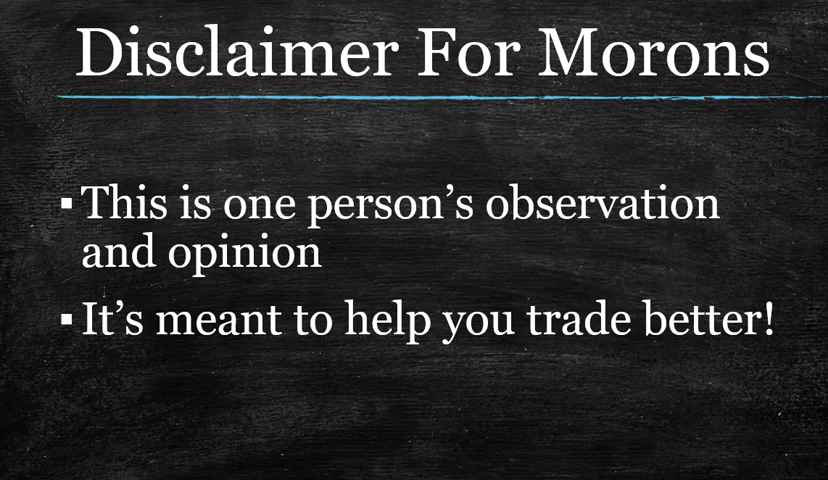 Disclaimer For Morons
▪ This is one person’s observation
and opinion
▪ It’s meant to help you trade better!